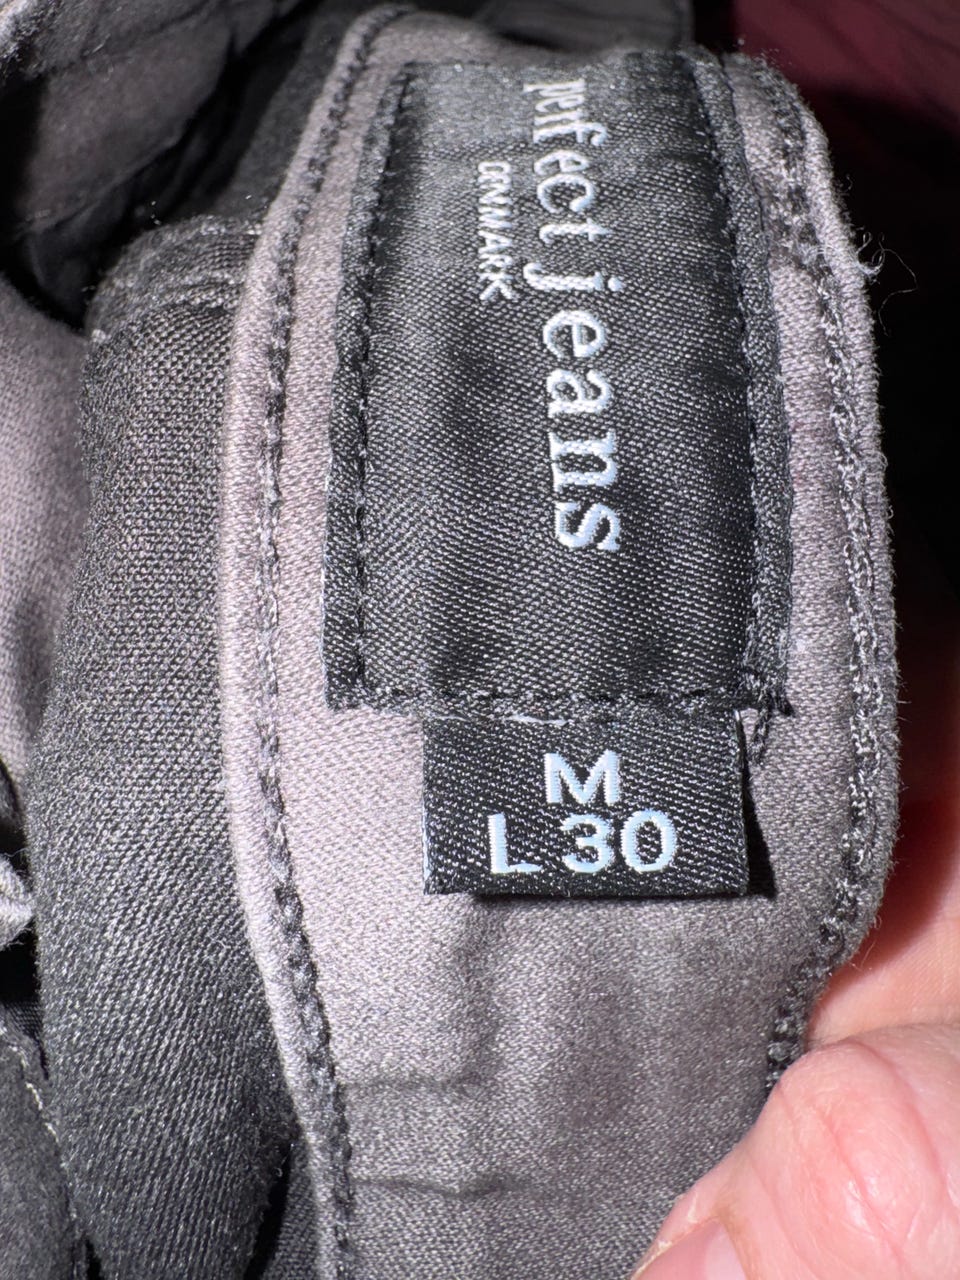 perfect jeans
DENMARK
M
L 30